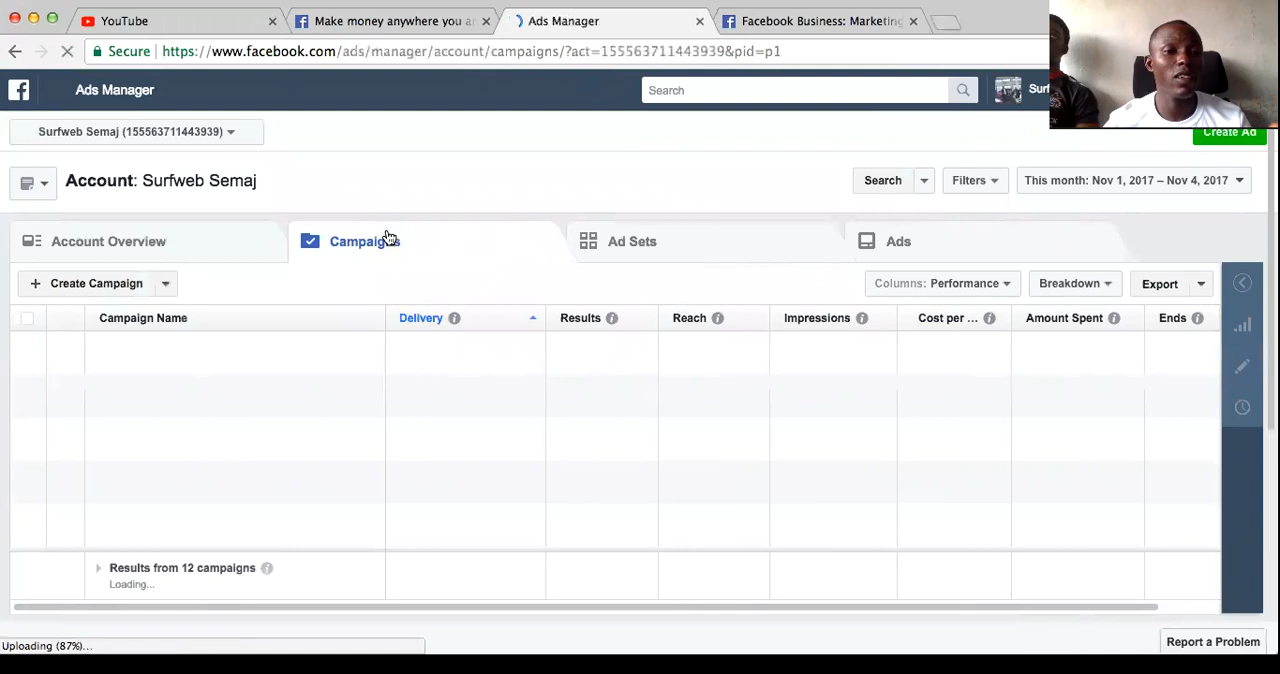 YouTube
Make money anywhere you a
Ads Manager
Facebook Business: Marketing
Secure
https://www.facebook.com/ads/manager/account/campaigns/?act=155563711443939&pid=p1
Ads Manager
Search
Surf
Surfweb Semaj (155563711443939)
Create Ad
Account: Surfweb Semaj
Search
Filters
This month: Nov 1, 2017 – Nov 4, 2017
Account Overview
Campaigns
Ad Sets
Ads
+ Create Campaign
Columns: Performance
Breakdown
Export
Campaign Name
Delivery
Results
Reach
Impressions
Cost per ...
Amount Spent
Ends
Results from 12 campaigns
Loading...
Uploading (87%)...
Report a Problem